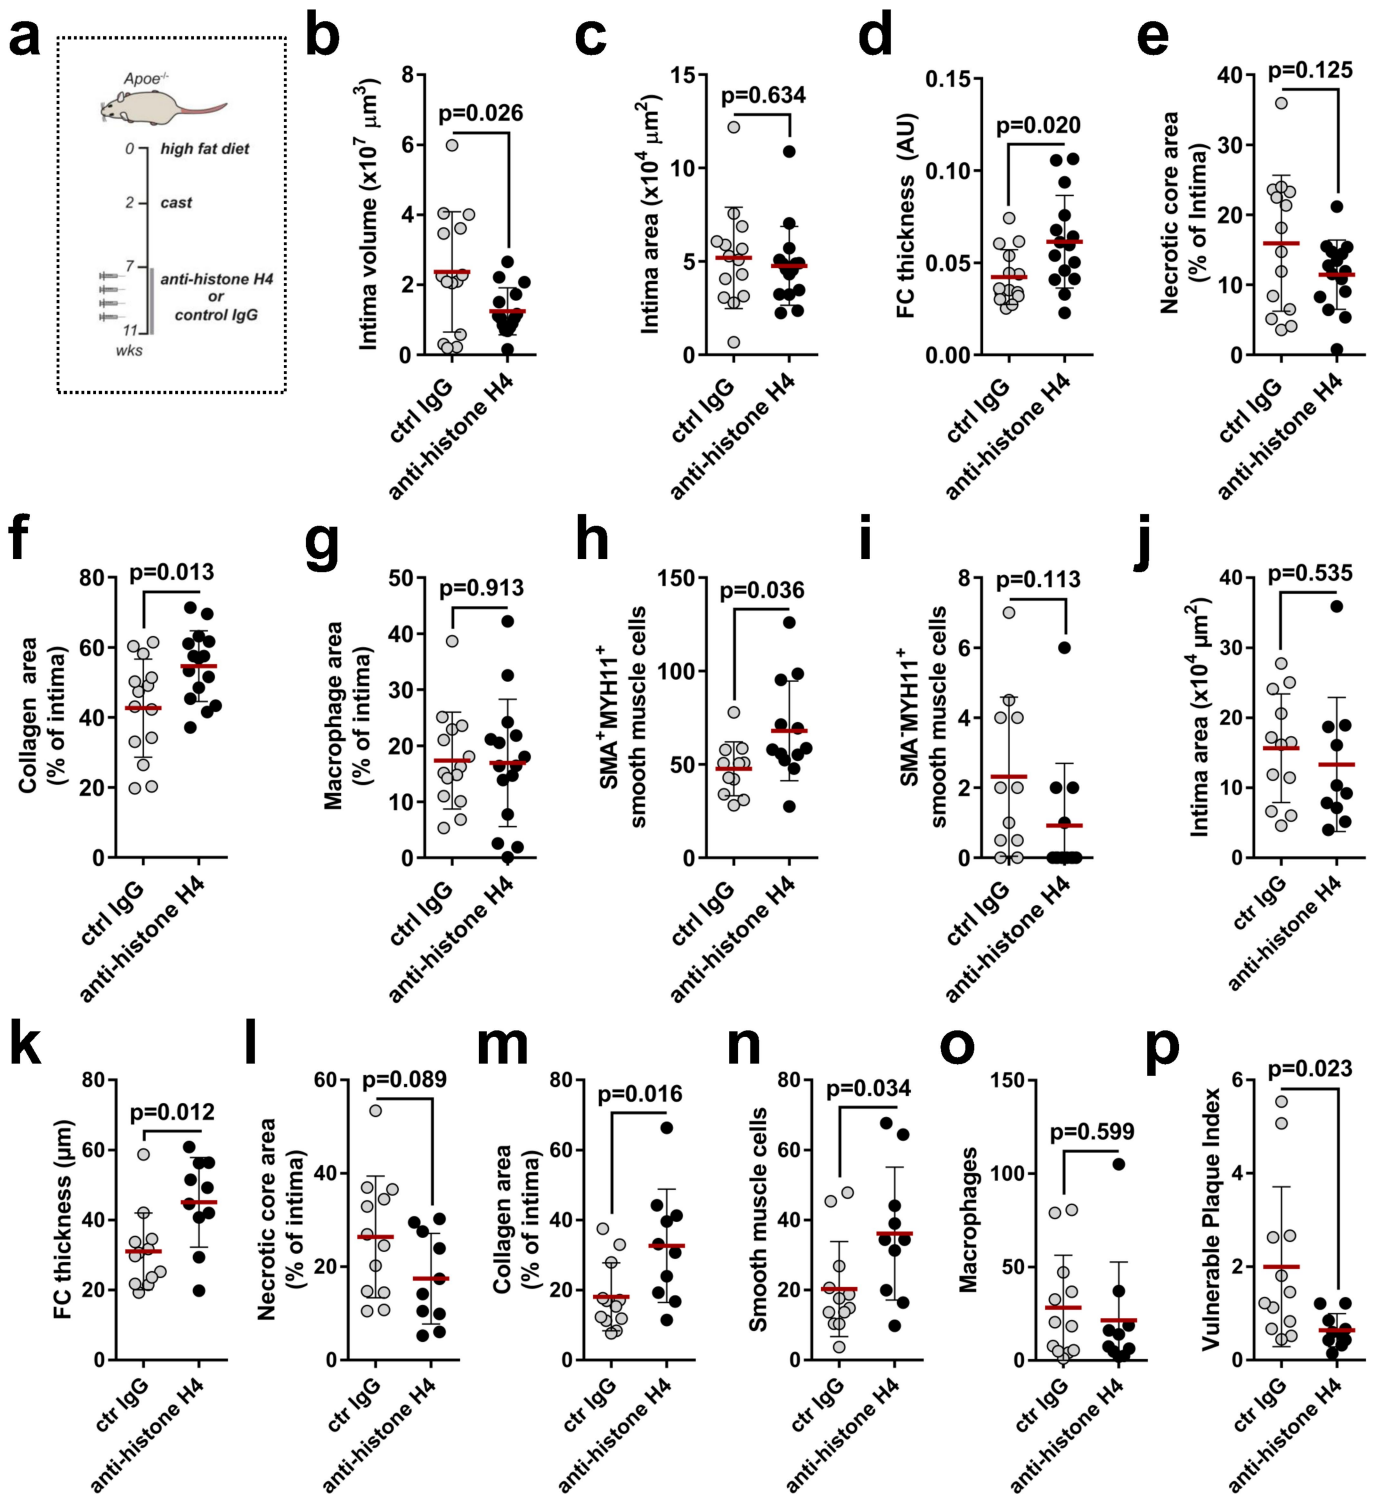 a
Apoe-/-
0 high fat diet
2 cast
7
anti-histone H4
or
control IgG
11
wks
b
Intima volume (x10⁷ μm³)
8
6
4
2
0
p=0.026
ctrl IgG
anti-histone H4
c
Intima area (x10⁴ μm²)
15
10
5
0
p=0.634
ctrl IgG
anti-histone H4
d
FC thickness (AU)
0.15
0.10
0.05
0.00
p=0.020
ctrl IgG
anti-histone H4
e
Necrotic core area
(% of Intima)
40
30
20
10
0
p=0.125
ctrl IgG
anti-histone H4
f
Collagen area
(% of intima)
80
60
40
20
0
p=0.013
ctrl IgG
anti-histone H4
g
Macrophage area
(% of intima)
50
40
30
20
10
0
p=0.913
ctrl IgG
anti-histone H4
h
SMA⁺MYH11⁺
smooth muscle cells
150
100
50
0
p=0.036
ctrl IgG
anti-histone H4
i
SMA⁻MYH11⁺
smooth muscle cells
8
6
4
2
0
p=0.113
ctrl IgG
anti-histone H4
j
Intima area (x10⁴ μm²)
40
30
20
10
0
p=0.535
ctr IgG
anti-histone H4
k
FC thickness (μm)
80
60
40
20
0
p=0.012
ctr IgG
anti-histone H4
l
Necrotic core area
(% of intima)
60
40
20
0
p=0.089
ctr IgG
anti-histone H4
m
Collagen area
(% of intima)
80
60
40
20
0
p=0.016
ctr IgG
anti-histone H4
n
Smooth muscle cells
80
60
40
20
0
p=0.034
ctr IgG
anti-histone H4
o
Macrophages
150
100
50
0
p=0.599
ctr IgG
anti-histone H4
p
Vulnerable Plaque Index
6
4
2
0
p=0.023
ctr IgG
anti-histone H4